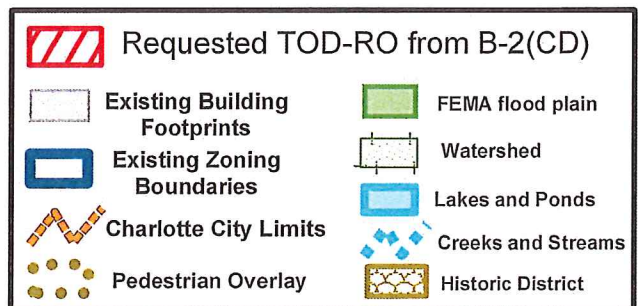 Requested TOD-RO from B-2(CD)
Existing Building
Footprints
Existing Zoning
Boundaries
Charlotte City Limits
Pedestrian Overlay
FEMA flood plain
Watershed
Lakes and Ponds
Creeks and Streams
Historic District